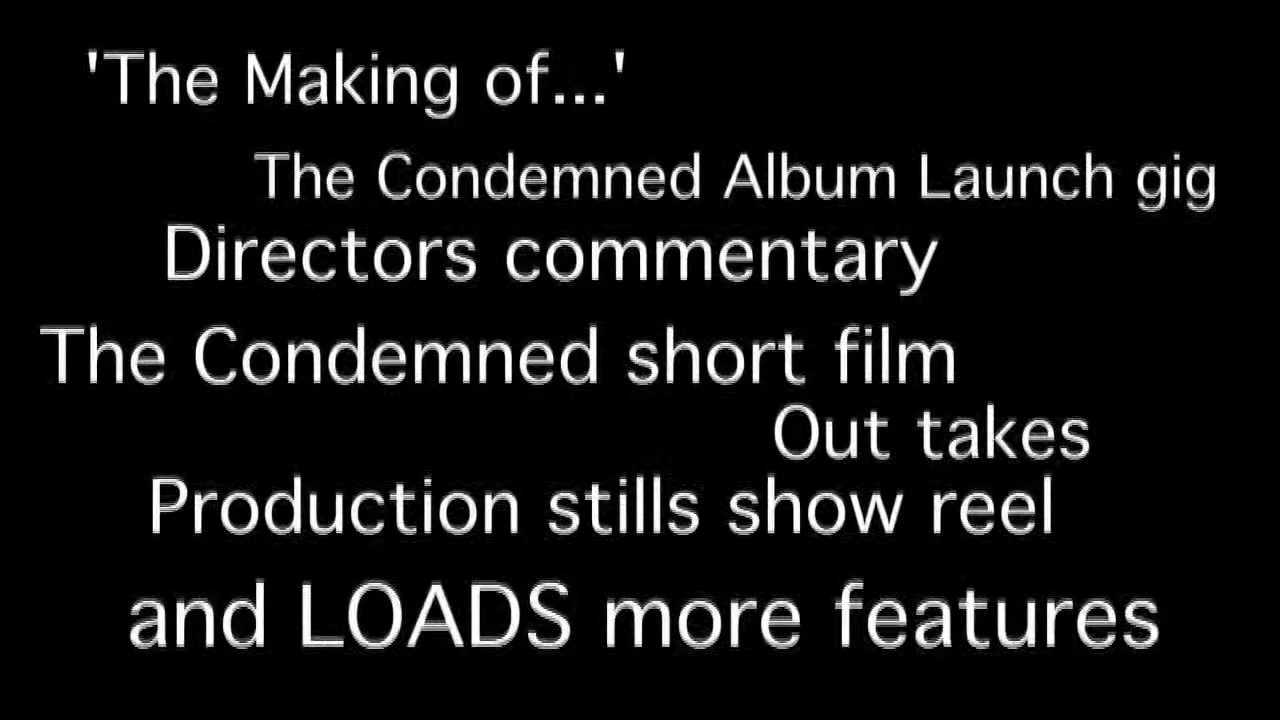 'The Making of...'
The Condemned Album Launch gig
Directors commentary
The Condemned short film
Out takes
Production stills show reel
and LOADS more features